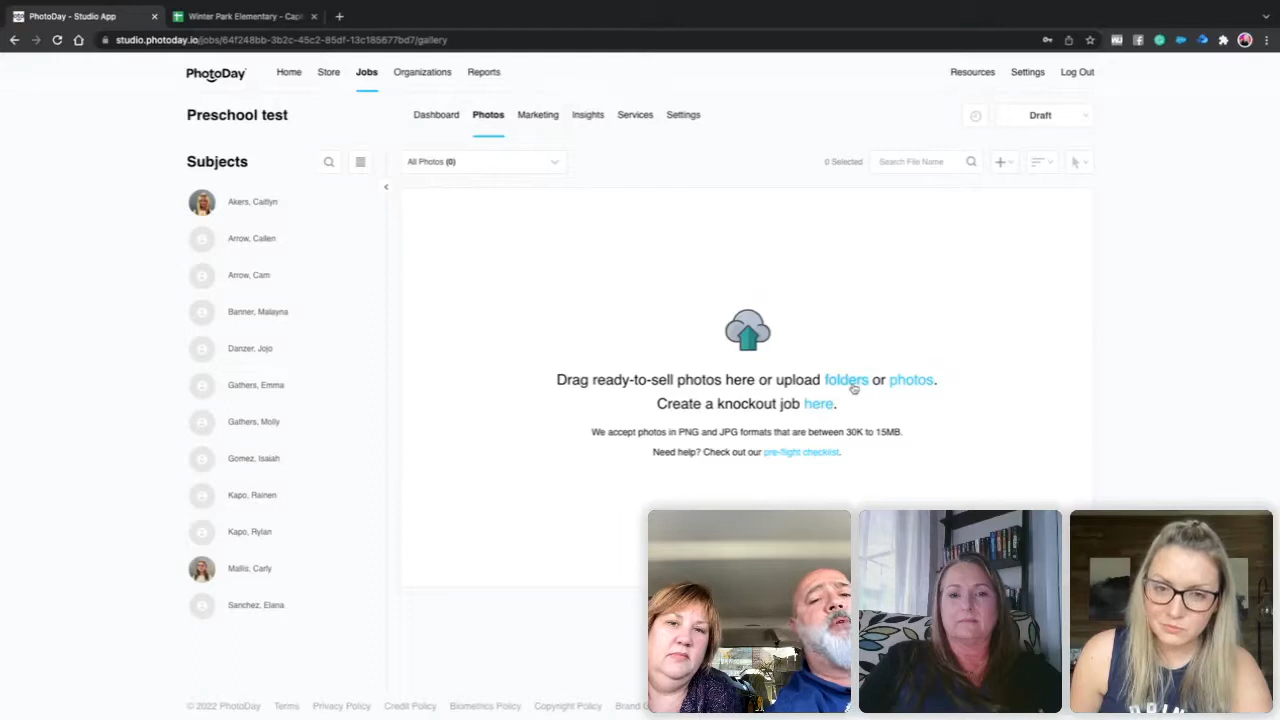 PhotoDay - Studio App
Winter Park Elementary - Capt
studio.photoday.io/jobs/64f248bb-3b2c-45c2-85df-13c185677bd7/gallery
PhotoDay Home Store Jobs Organizations Reports Resources Settings Log Out
Preschool test Dashboard Photos Marketing Insights Services Settings Draft
Subjects All Photos (0) 0 Selected Search File Name
Akers, Caitlyn
Arrow, Callen
Arrow, Cam
Banner, Malayna
Danzer, Jojo
Gathers, Emma
Gathers, Molly
Gomez, Isaiah
Kapo, Rainen
Kapo, Rylan
Mallis, Carly
Sanchez, Elana
Drag ready-to-sell photos here or upload folders or photos.
Create a knockout job here.
We accept photos in PNG and JPG formats that are between 30K to 15MB.
Need help? Check out our pre-flight checklist.
© 2022 PhotoDay Terms Privacy Policy Credit Policy Biometrics Policy Copyright Policy Brand